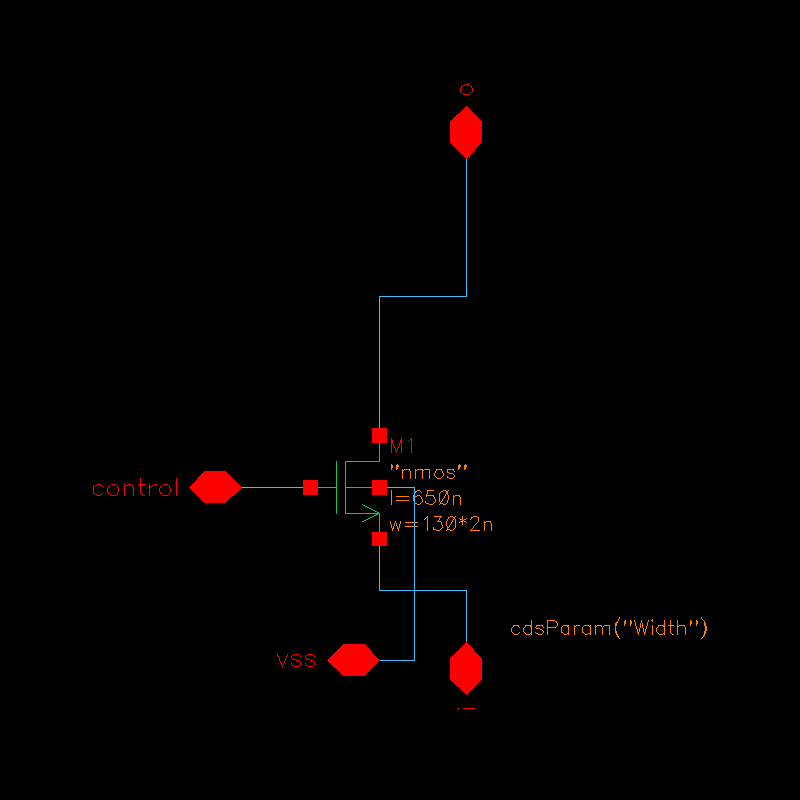 O
M1
"nmos"
control
l=650n
w=130*2n
cdsParam("Width")
VSS